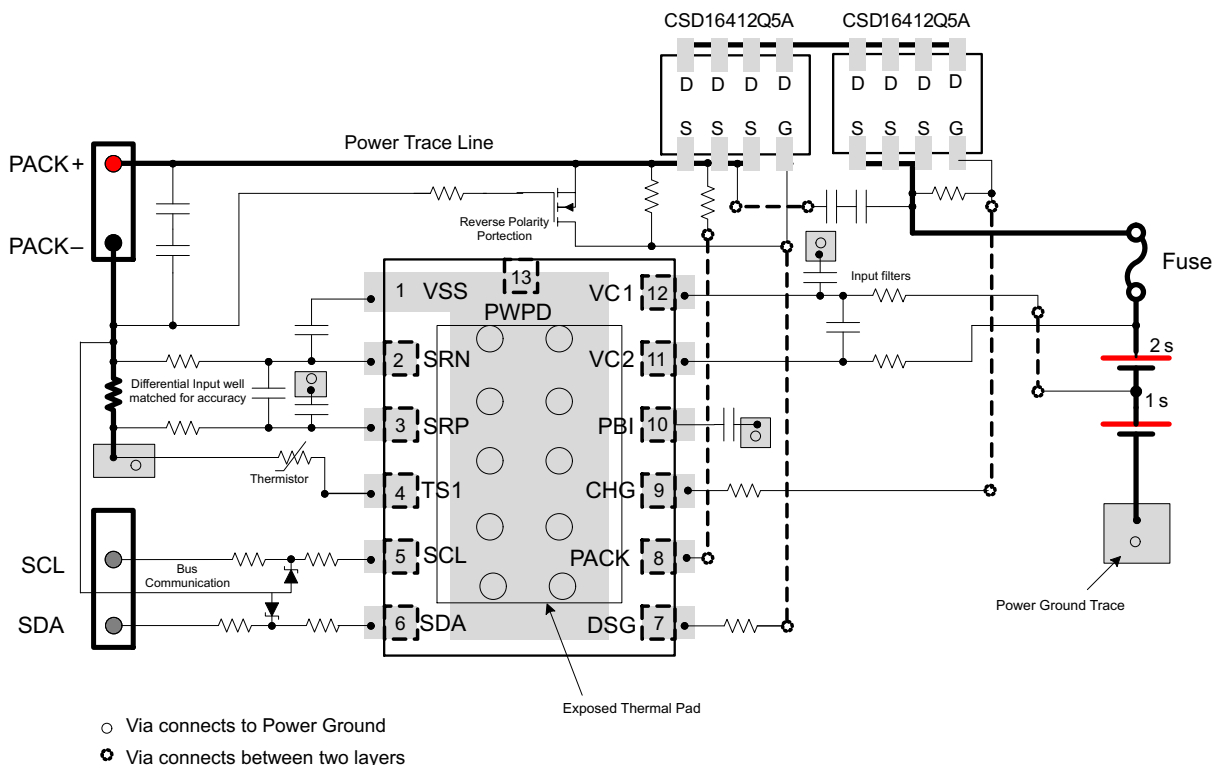 CSD16412Q5A
CSD16412Q5A
D D D D
D D D D
S S S G
S S S G
Power Trace Line
PACK+
PACK–
Reverse Polarity
Portection
Input filters
Fuse
1 VSS
13
PWPD
VC1 12
2 SRN
VC2 11
2 s
Differential Input well
matched for accuracy
1 s
3 SRP
PBI 10
Thermistor
4 TS1
CHG 9
SCL
Bus
Communication
5 SCL
PACK 8
SDA
6 SDA
DSG 7
Power Ground Trace
Exposed Thermal Pad
Via connects to Power Ground
Via connects between two layers